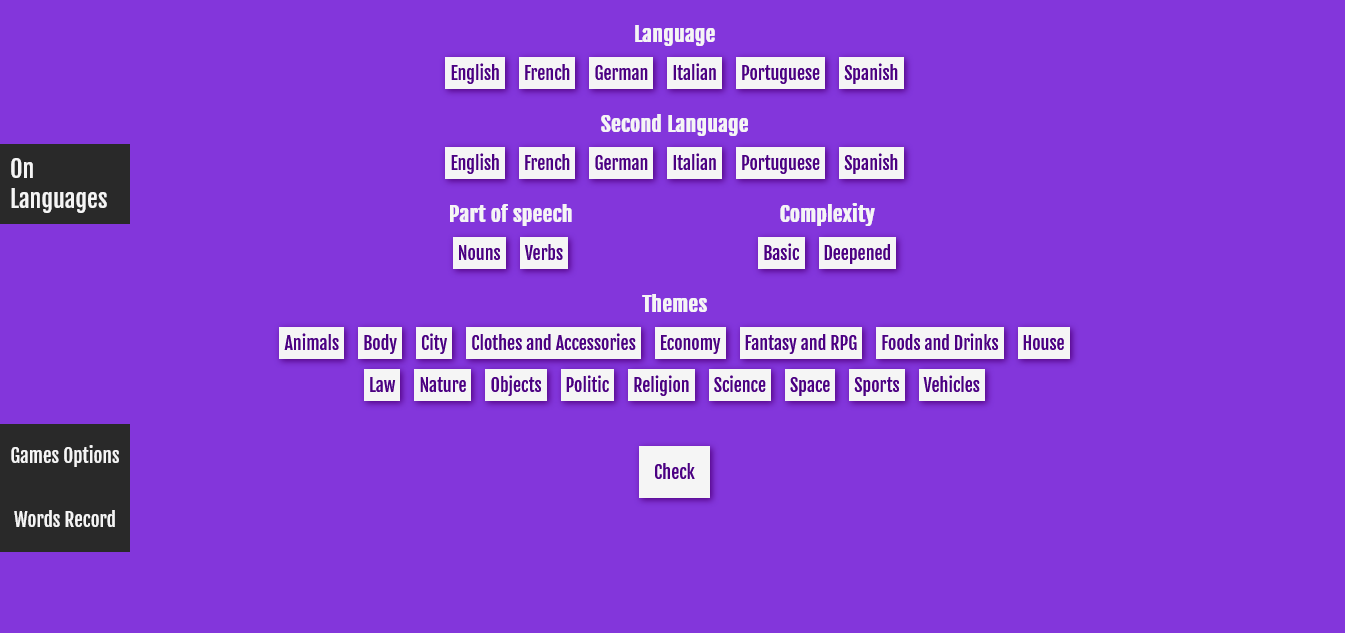 Language
English French German Italian Portuguese Spanish
Second Language
English French German Italian Portuguese Spanish
On
Languages
Part of speech Complexity
Nouns Verbs Basic Deepened
Themes
Animals Body City Clothes and Accessories Economy Fantasy and RPG Foods and Drinks House
Law Nature Objects Politic Religion Science Space Sports Vehicles
Games Options
Check
Words Record